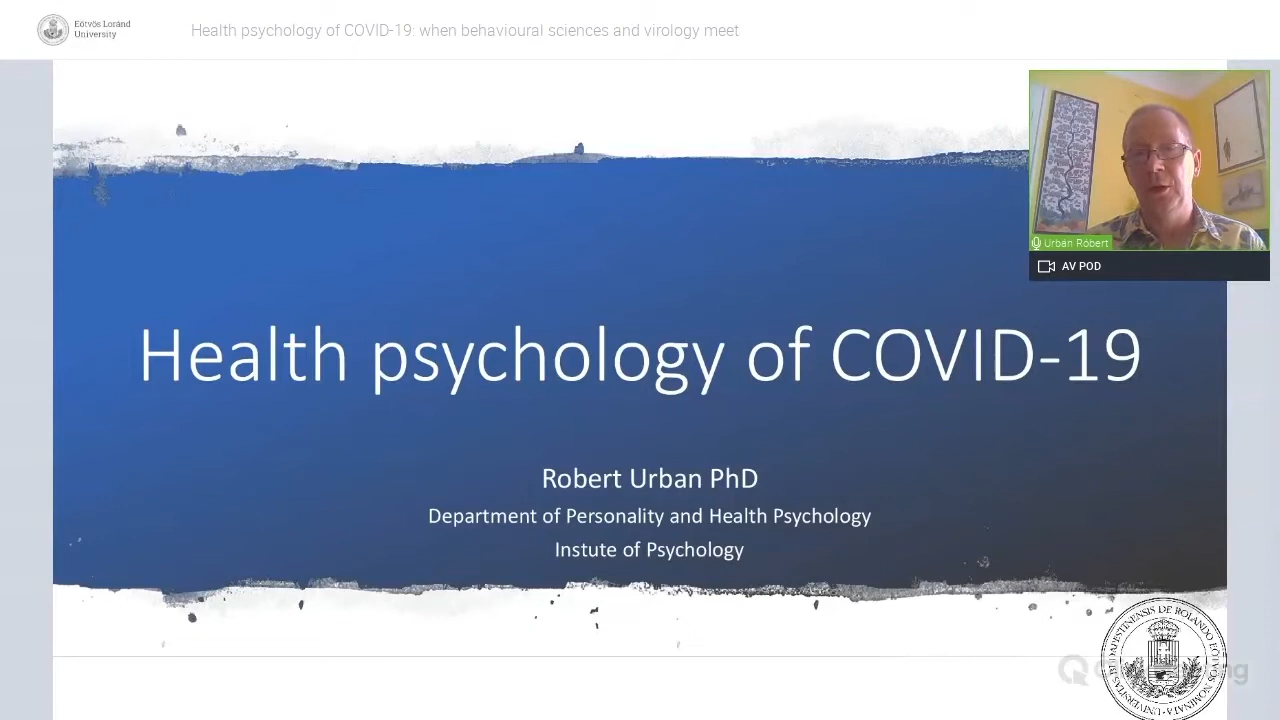 Eötvös Loránd
University
Health psychology of COVID-19: when behavioural sciences and virology meet
Urbán Róbert
AV POD
Health psychology of COVID-19
Robert Urban PhD
Department of Personality and Health Psychology
Instute of Psychology